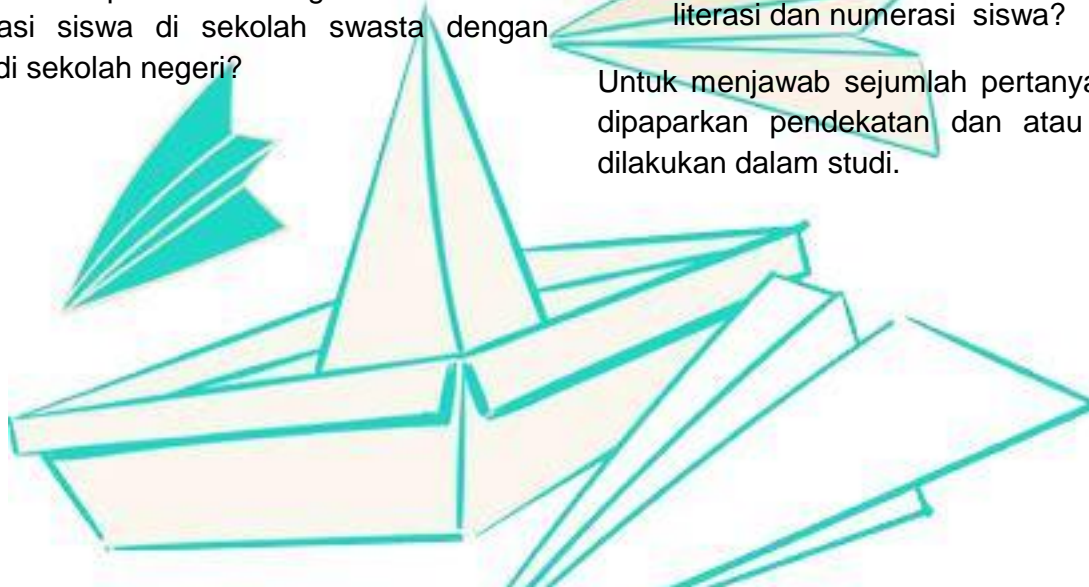 asi siswa di sekolah swasta dengan
di sekolah negeri?
literasi dan numerasi siswa?
Untuk menjawab sejumlah pertanya
dipaparkan pendekatan dan atau
dilakukan dalam studi.